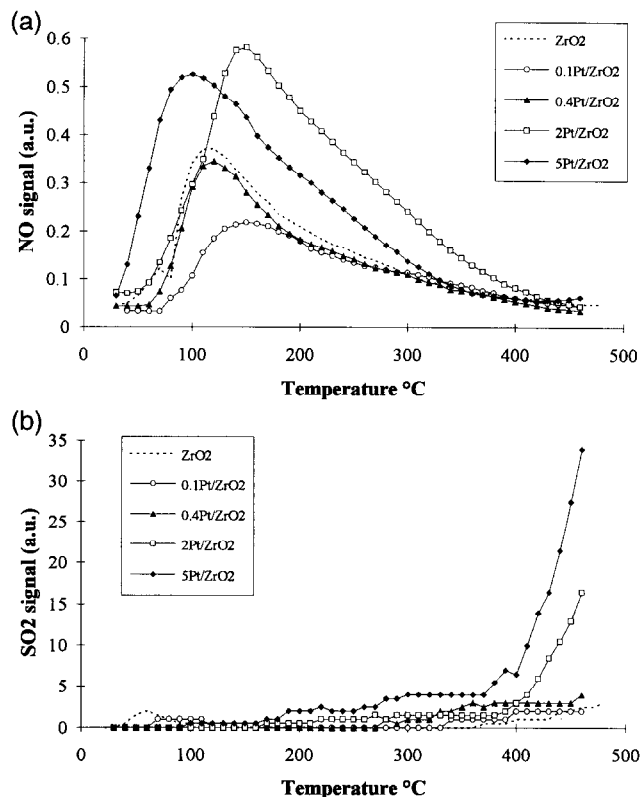 (a)
0.6
0.5
0.4
0.3
0.2
0.1
0
NO signal (a.u.)
ZrO2
0.1Pt/ZrO2
0.4Pt/ZrO2
2Pt/ZrO2
5Pt/ZrO2
0 100 200 300 400 500
Temperature °C
(b)
35
30
25
20
15
10
5
0
SO2 signal (a.u.)
ZrO2
0.1Pt/ZrO2
0.4Pt/ZrO2
2Pt/ZrO2
5Pt/ZrO2
0 100 200 300 400 500
Temperature °C